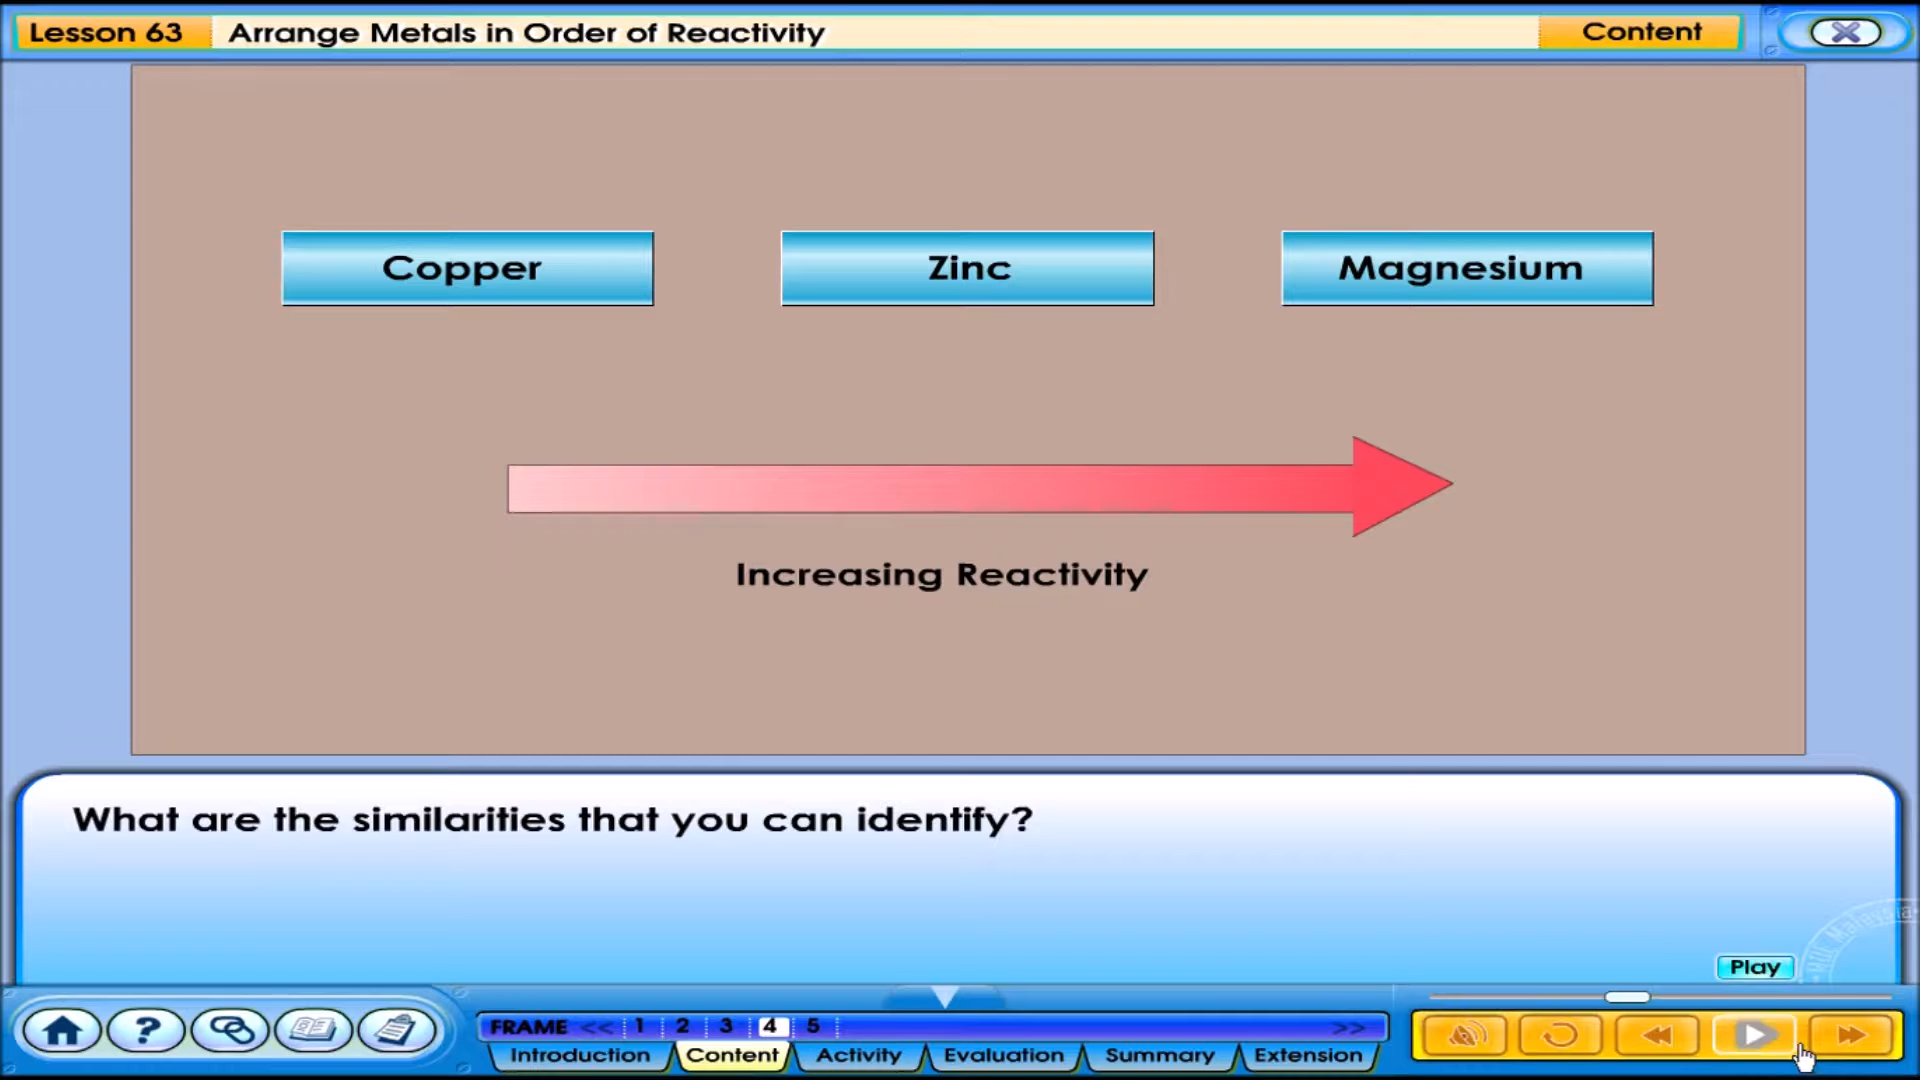 Lesson 63 Arrange Metals in Order of Reactivity Content
Copper Zinc Magnesium
Increasing Reactivity
What are the similarities that you can identify?
Play
FRAME << 1 2 3 4 5 >>
Introduction Content Activity Evaluation Summary Extension